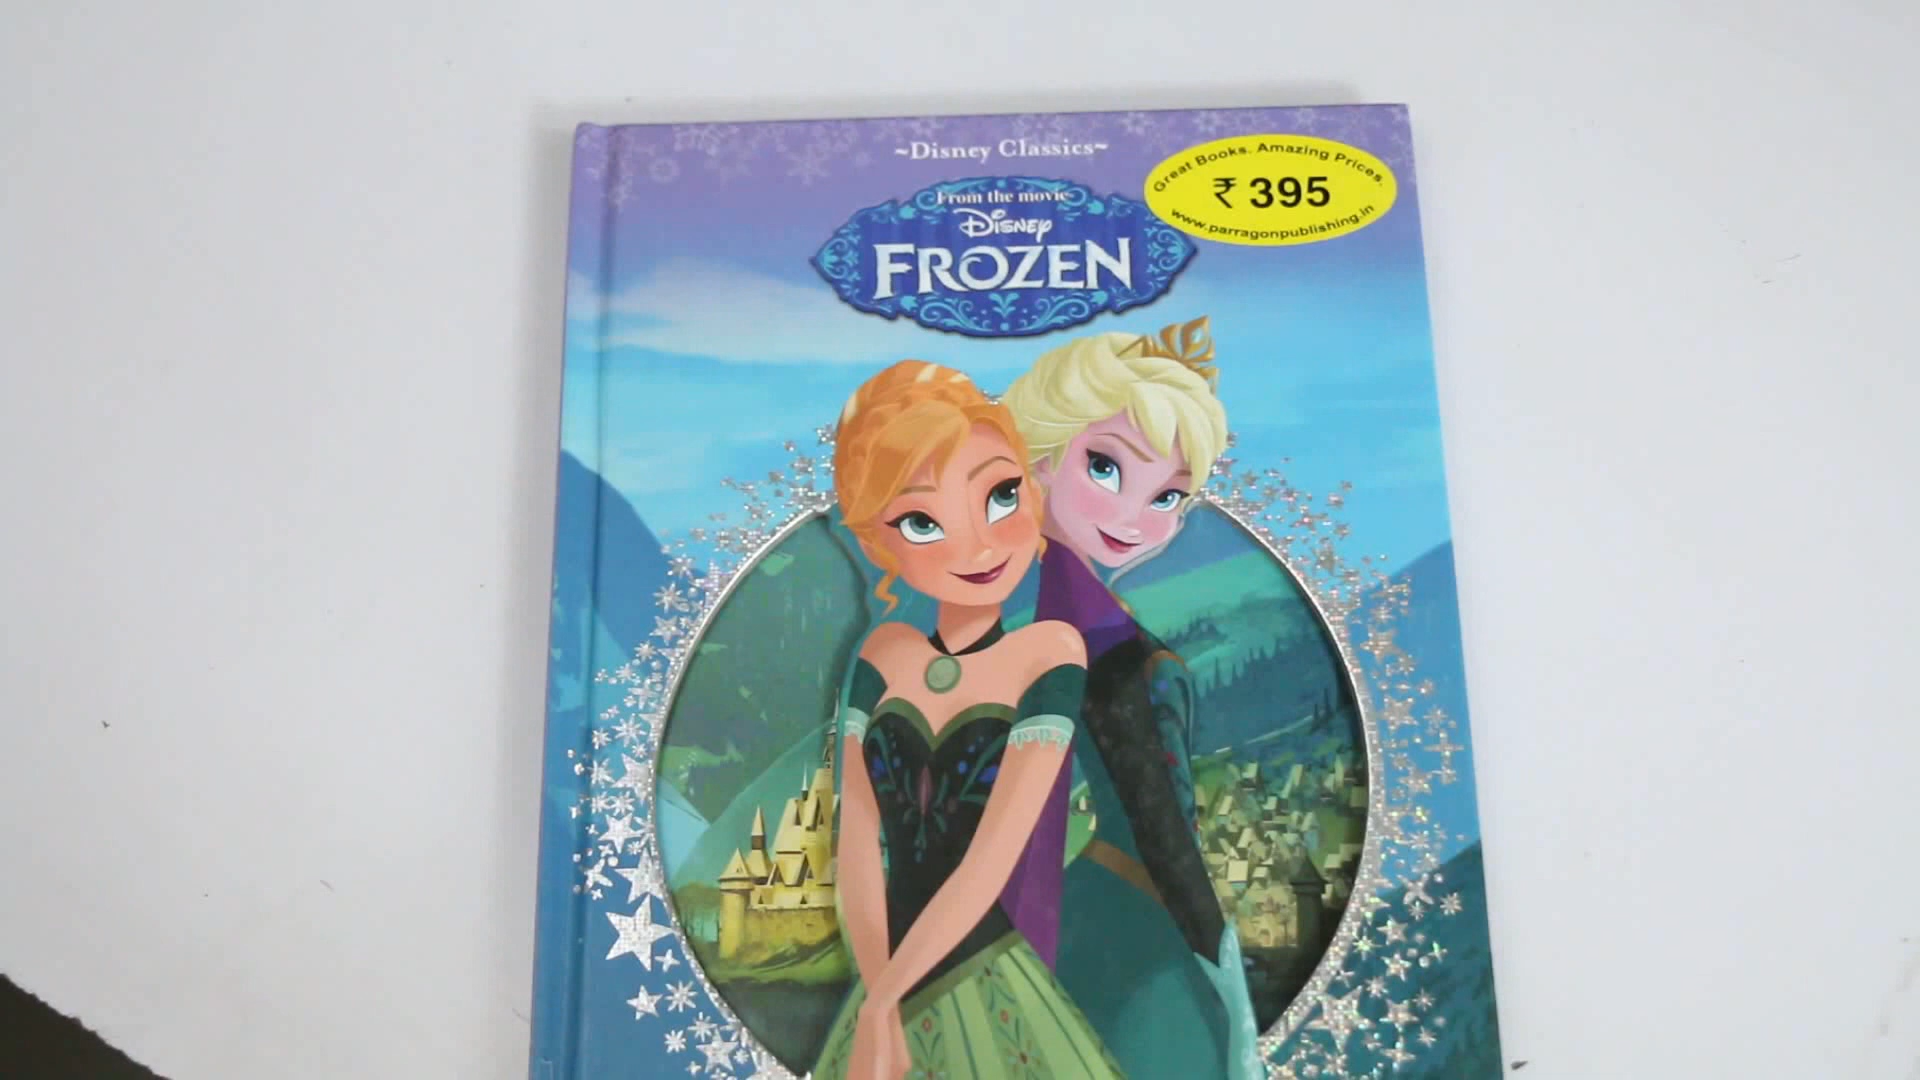 ~Disney Classics~
Great Books. Amazing Prices.
₹ 395
www.parragonpublishing.in
From the movie
Disney
FROZEN